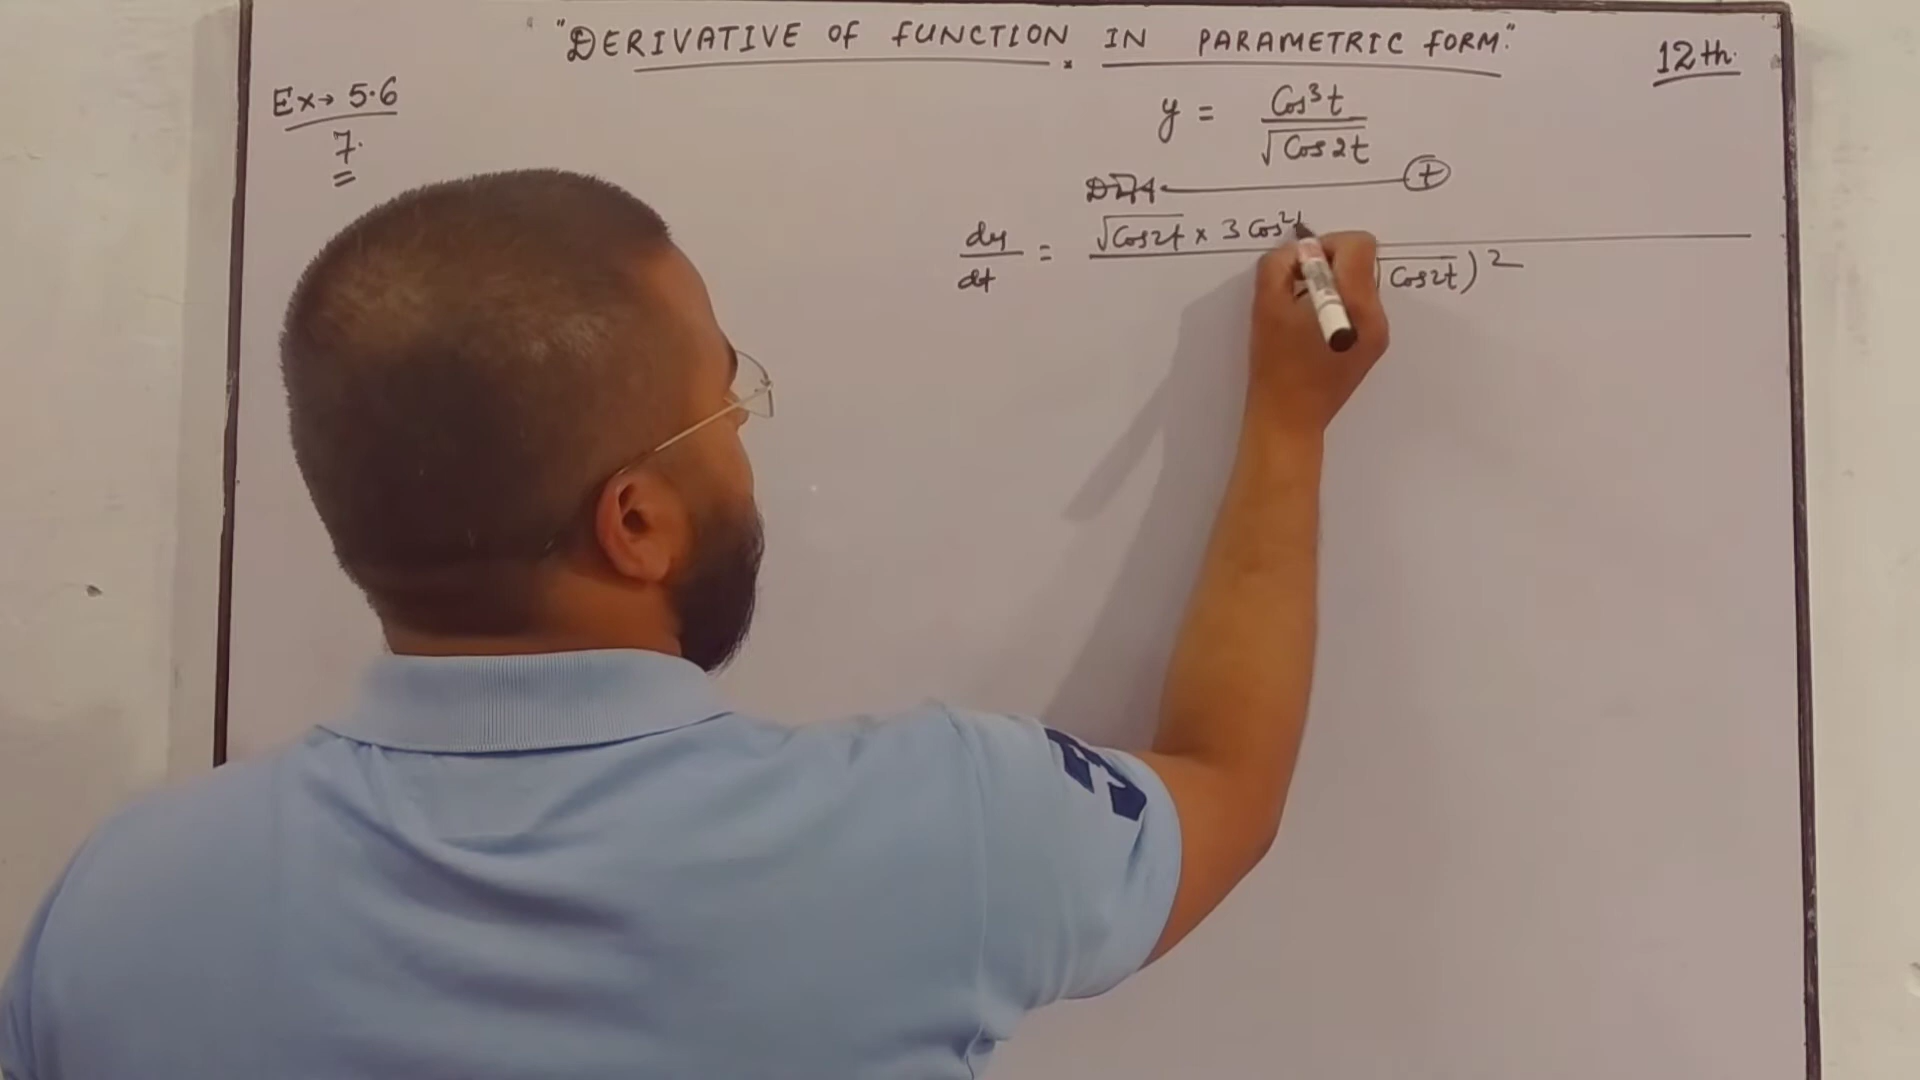 "DERIVATIVE OF FUNCTION IN PARAMETRIC FORM."
12th.
Ex→ 5.6
7.
y = Cos³t / √Cos2t
Diff t
dy/dt = √Cos2t × 3 Cos²t / √Cos2t)²